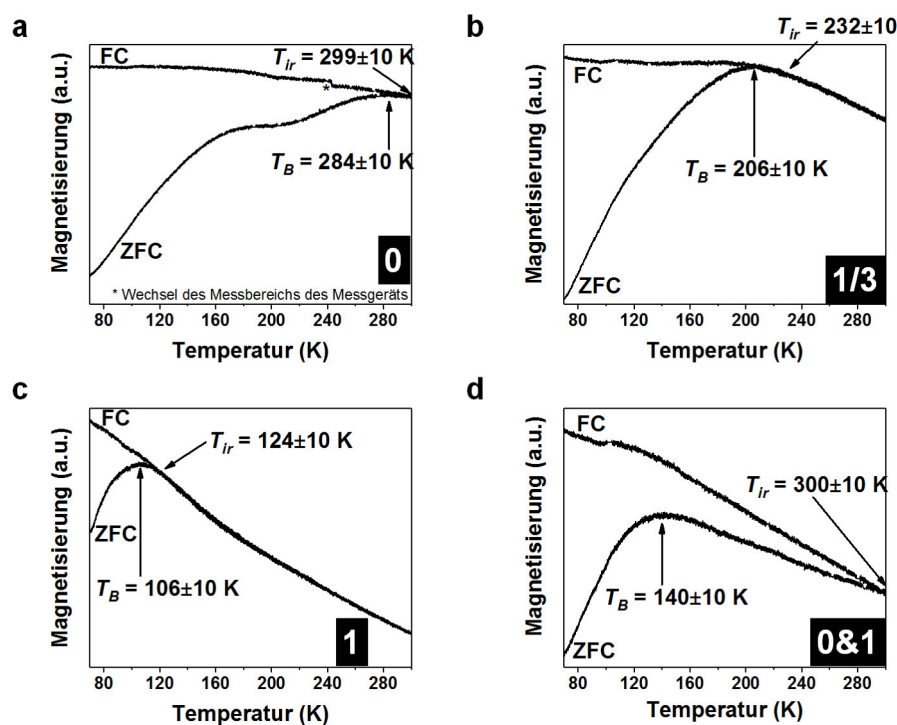 a
Magnetisierung (a.u.)
FC
T_ir = 299±10 K
*
T_B = 284±10 K
ZFC
0
* Wechsel des Messbereichs des Messgeräts
80 120 160 200 240 280
Temperatur (K)
b
Magnetisierung (a.u.)
FC
T_ir = 232±10
T_B = 206±10 K
ZFC
1/3
80 120 160 200 240 280
Temperatur (K)
c
Magnetisierung (a.u.)
FC
T_ir = 124±10 K
ZFC
T_B = 106±10 K
1
80 120 160 200 240 280
Temperatur (K)
d
Magnetisierung (a.u.)
FC
T_ir = 300±10 K
T_B = 140±10 K
ZFC
0&1
80 120 160 200 240 280
Temperatur (K)